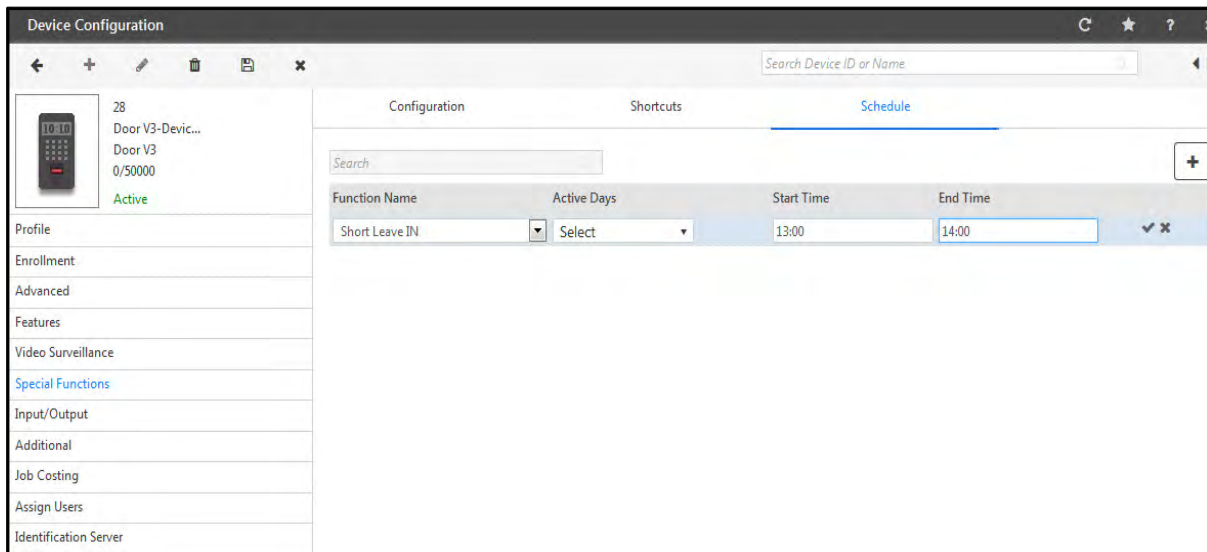 Device Configuration
Search Device ID or Name
28
Door V3-Devic...
Door V3
0/50000
Active
10:10
Configuration Shortcuts Schedule
Search
Function Name Active Days Start Time End Time
Short Leave IN Select 13:00 14:00
Profile
Enrollment
Advanced
Features
Video Surveillance
Special Functions
Input/Output
Additional
Job Costing
Assign Users
Identification Server